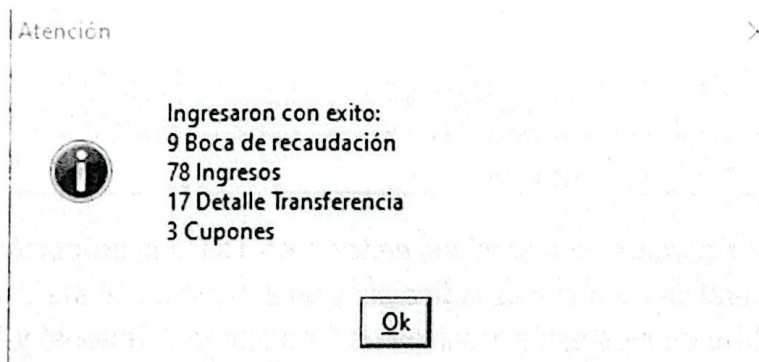 Atención
Ingresaron con exito:
9 Boca de recaudación
78 Ingresos
17 Detalle Transferencia
3 Cupones
Ok